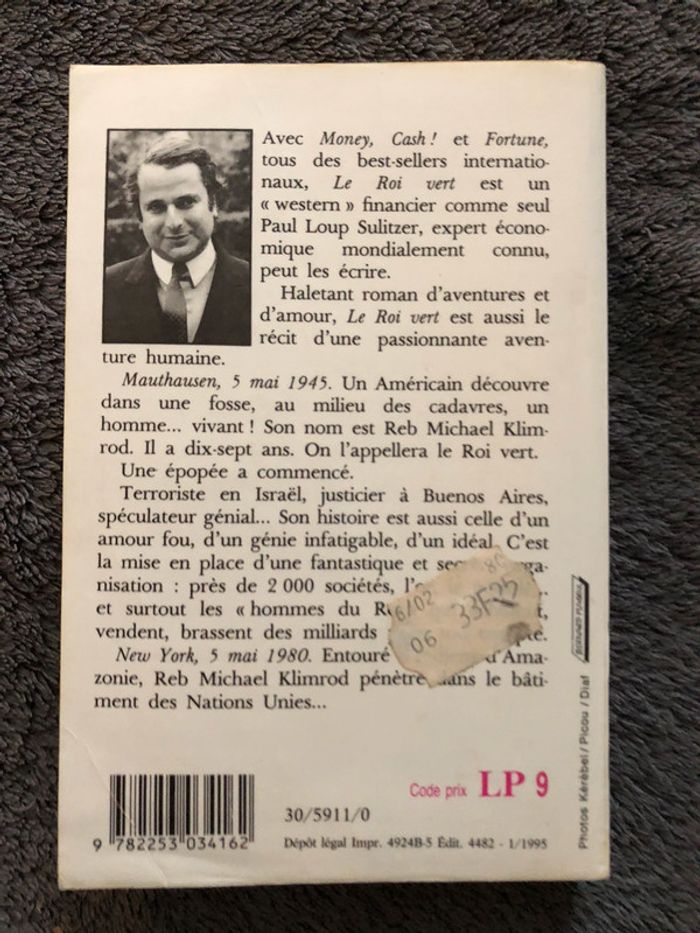 Avec Money, Cash ! et Fortune,
tous des best-sellers internatio-
naux, Le Roi vert est un
« western » financier comme seul
Paul Loup Sulitzer, expert écono-
mique mondialement connu,
peut les écrire.
Haletant roman d'aventures et
d'amour, Le Roi vert est aussi le
récit d'une passionnante aven-
ture humaine.
Mauthausen, 5 mai 1945. Un Américain découvre
dans une fosse, au milieu des cadavres, un
homme... vivant ! Son nom est Reb Michael Klim-
rod. Il a dix-sept ans. On l'appellera le Roi vert.
Une épopée a commencé.
Terroriste en Israël, justicier à Buenos Aires,
spéculateur génial... Son histoire est aussi celle d'un
amour fou, d'un génie infatigable, d'un idéal. C'est
la mise en place d'une fantastique et
nisation : près de 2 000 sociétés,
et surtout les « hommes du
vendent, brassent des milliards
6/02
06 33F25
New York, 5 mai 1980. Entouré d'Ama-
zonie, Reb Michael Klimrod pénètre dans le bâti-
ment des Nations Unies...
Code prix LP 9
30/5911/0
Dépôt légal Impr. 4924B-5 Édit. 4482 - 1/1995
9 782253 034162
Photos Kérébel / Picou / Diaf